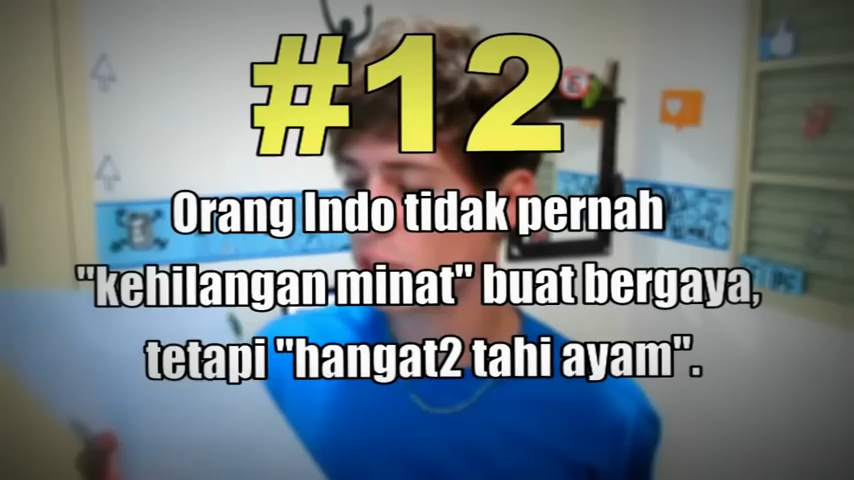 #12
Orang Indo tidak pernah
"kehilangan minat" buat bergaya,
tetapi "hangat2 tahi ayam".